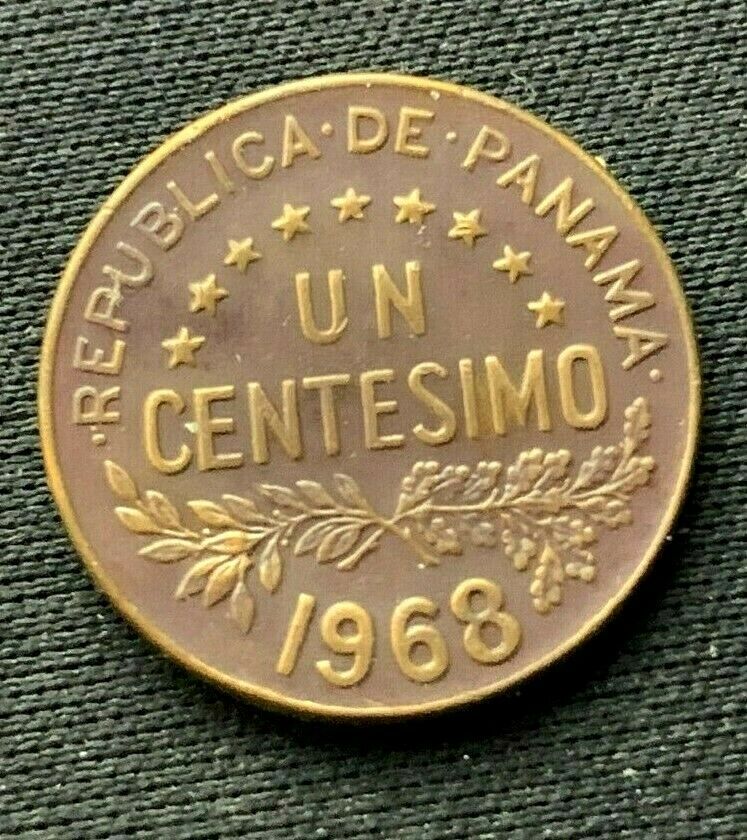 ·REPUBLICA·DE·PANAMA·
UN
CENTESIMO
1968